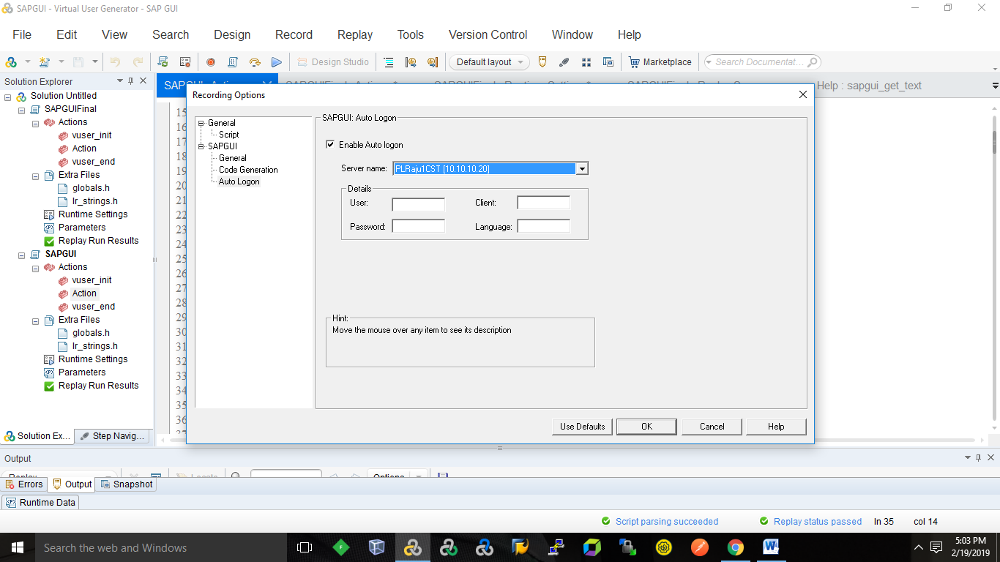 SAPGUI - Virtual User Generator - SAP GUI
File Edit View Search Design Record Replay Tools Version Control Window Help
Design Studio Default layout Marketplace Search Documentat...
Solution Explorer
Help : sapgui_get_text
Solution Untitled
SAPGUIFinal
Actions
vuser_init
Action
vuser_end
Extra Files
globals.h
lr_strings.h
Runtime Settings
Parameters
Replay Run Results
SAPGUI
Actions
vuser_init
Action
vuser_end
Extra Files
globals.h
lr_strings.h
Runtime Settings
Parameters
Replay Run Results
Solution Ex... Step Navig...
15
16
17
18
19
20
21
22
23
24
25
26
27
28
29
30
31
32
33
34
35
36
Recording Options
General
Script
SAPGUI
General
Code Generation
Auto Logon
SAPGUI: Auto Logon
Enable Auto logon
Server name: PLRaju1CST [10.10.10.20]
Details
User: Client:
Password: Language:
Hint:
Move the mouse over any item to see its description
Use Defaults OK Cancel Help
Output
Replay Locate Options
Errors Output Snapshot
Runtime Data
Script parsing succeeded Replay status passed ln 35 col 14
Search the web and Windows
5:03 PM
2/19/2019